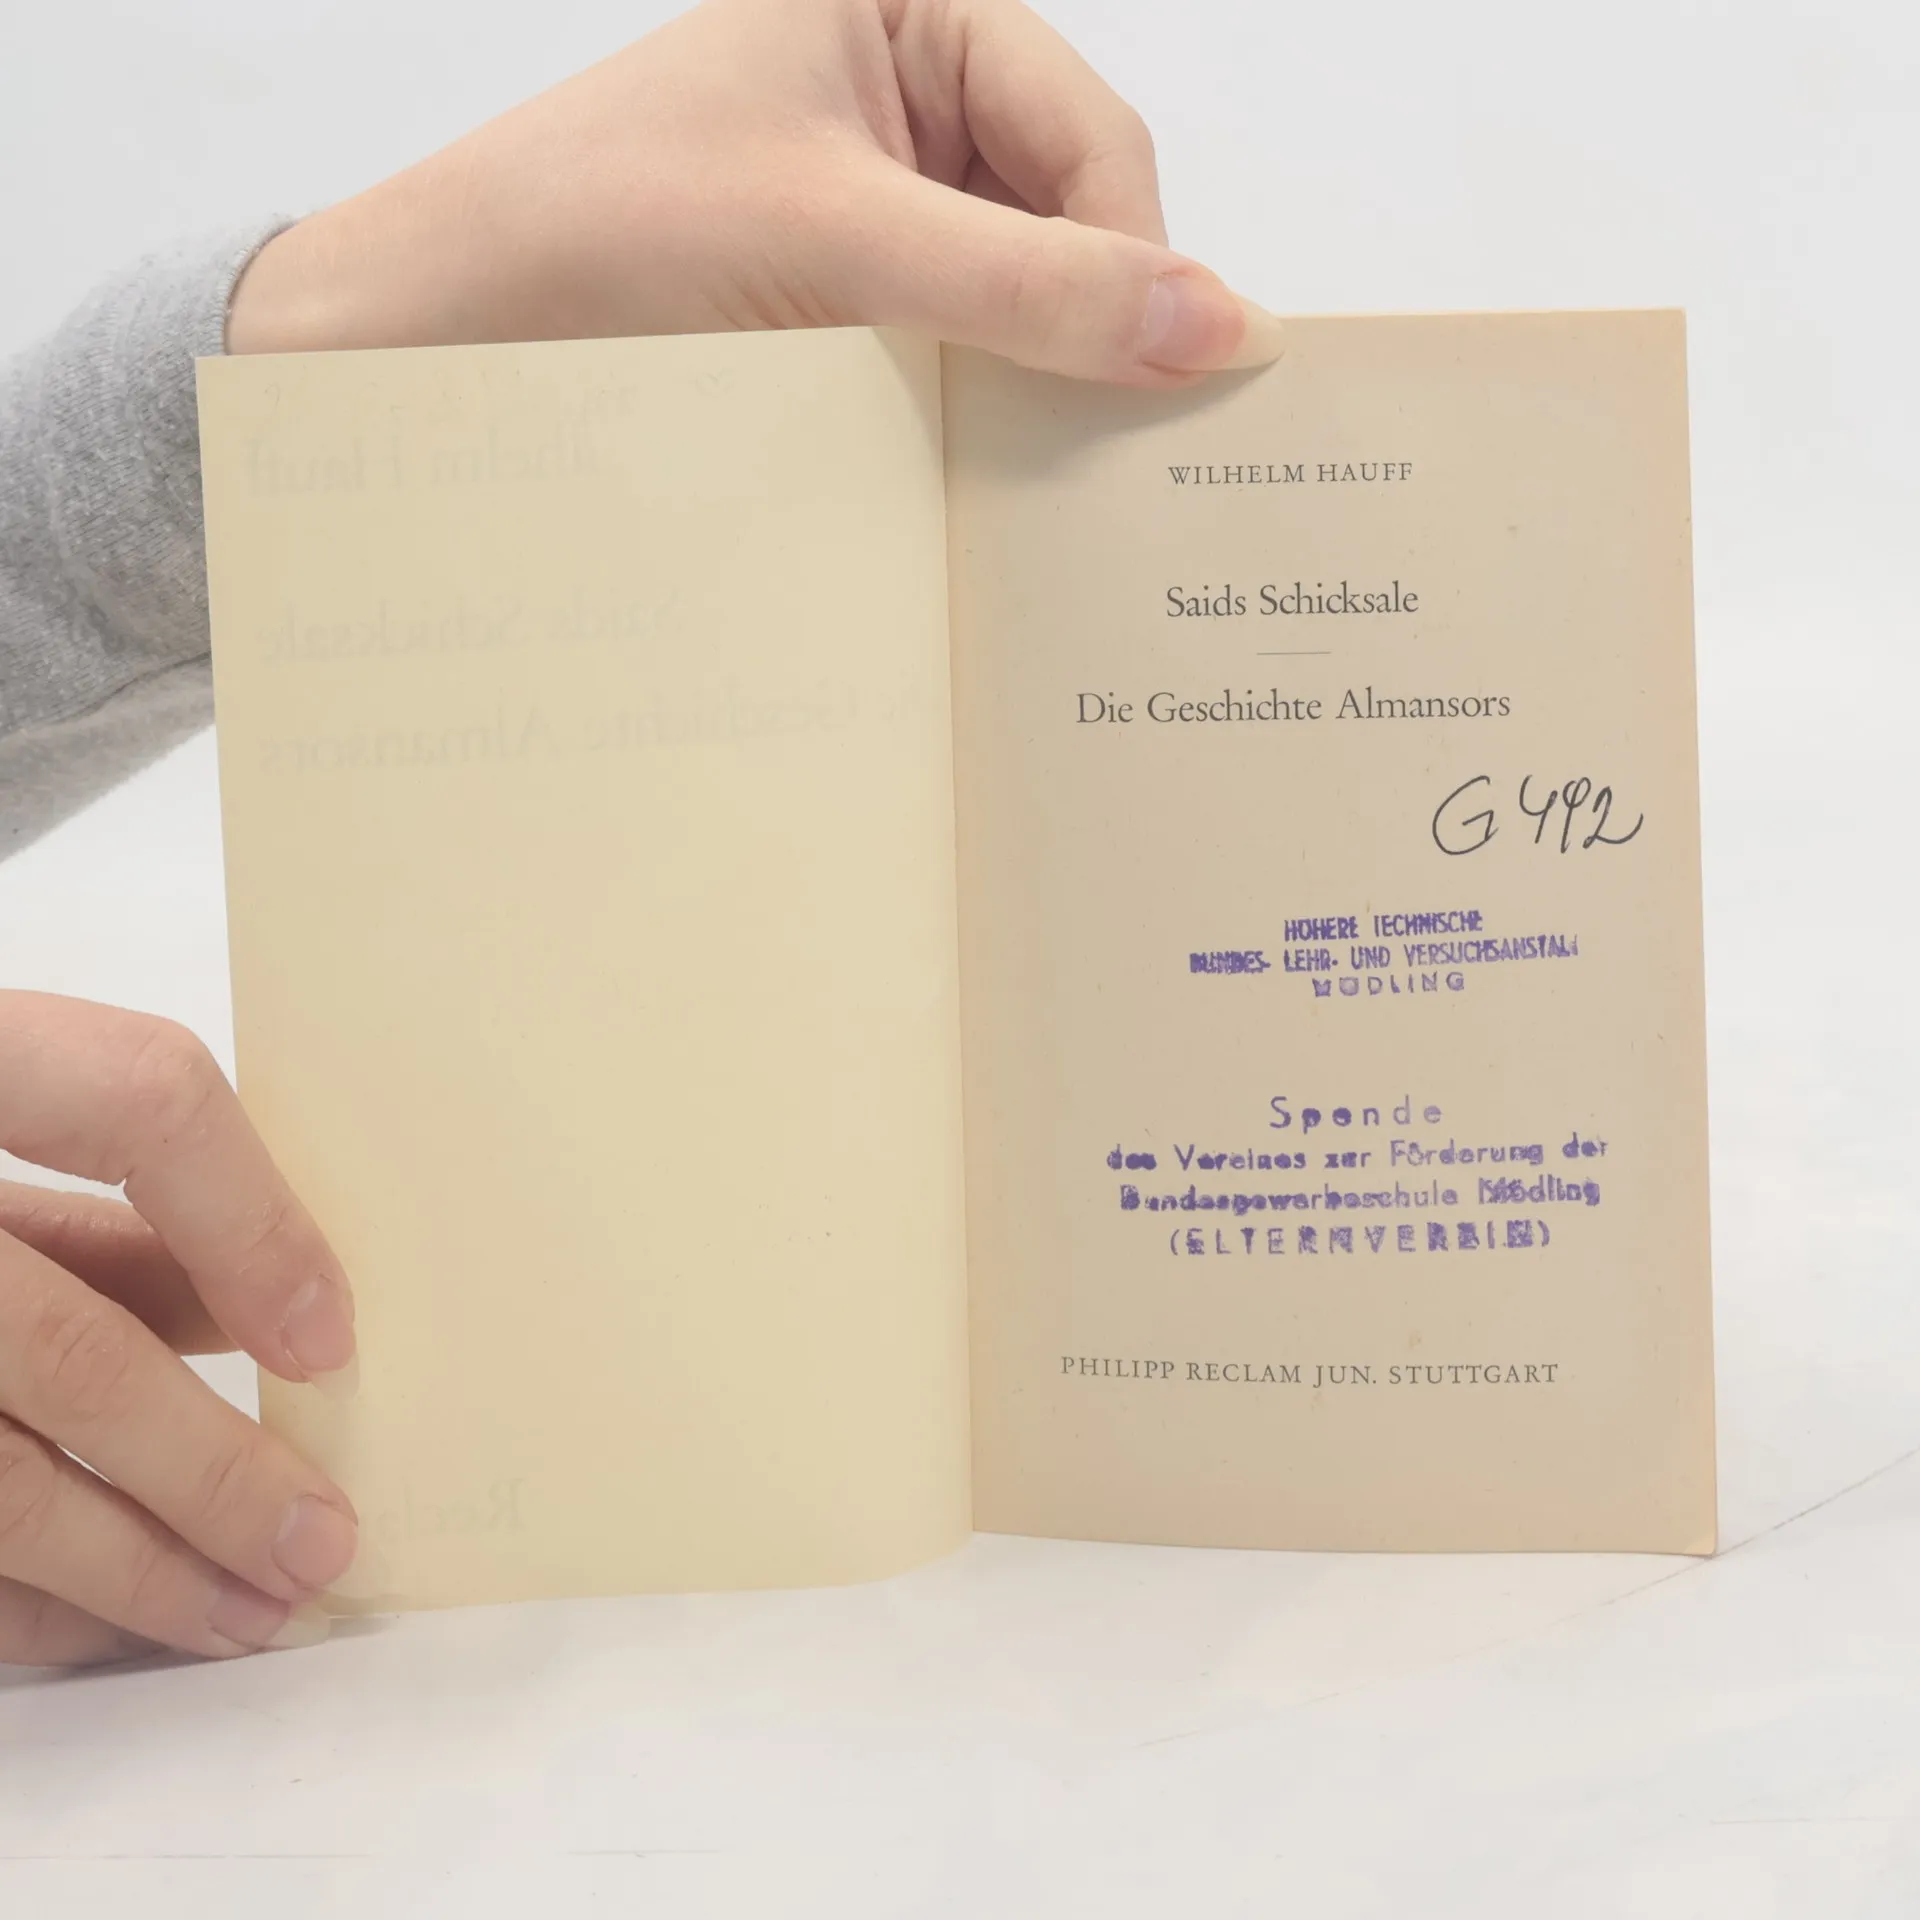 WILHELM HAUFF
Saids Schicksale
Die Geschichte Almansors
G 492
HÖHERE TECHNISCHE
BUNDES- LEHR- UND VERSUCHSANSTALT
MÖDLING
Spende
des Vereines zur Förderung der
Bundesgewerbeschule Mödling
(ELTERNVEREIN)
PHILIPP RECLAM JUN. STUTTGART